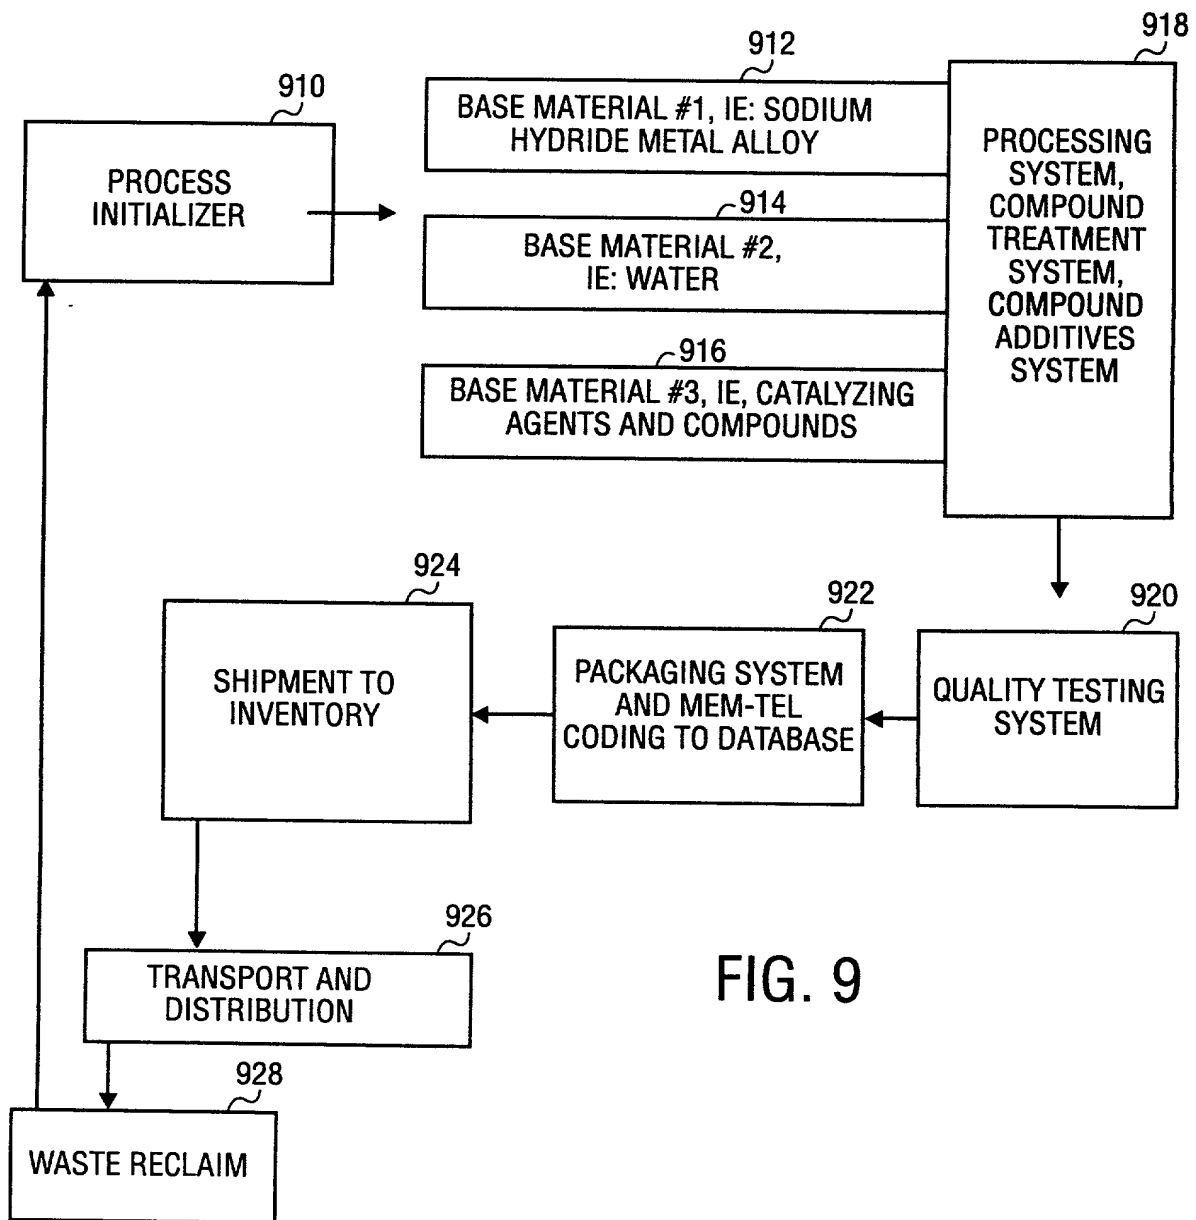 910
PROCESS
INITIALIZER
912
BASE MATERIAL #1, IE: SODIUM
HYDRIDE METAL ALLOY
914
BASE MATERIAL #2,
IE: WATER
916
BASE MATERIAL #3, IE, CATALYZING
AGENTS AND COMPOUNDS
918
PROCESSING
SYSTEM,
COMPOUND
TREATMENT
SYSTEM,
COMPOUND
ADDITIVES
SYSTEM
920
QUALITY TESTING
SYSTEM
922
PACKAGING SYSTEM
AND MEM-TEL
CODING TO DATABASE
924
SHIPMENT TO
INVENTORY
926
TRANSPORT AND
DISTRIBUTION
928
WASTE RECLAIM
FIG. 9